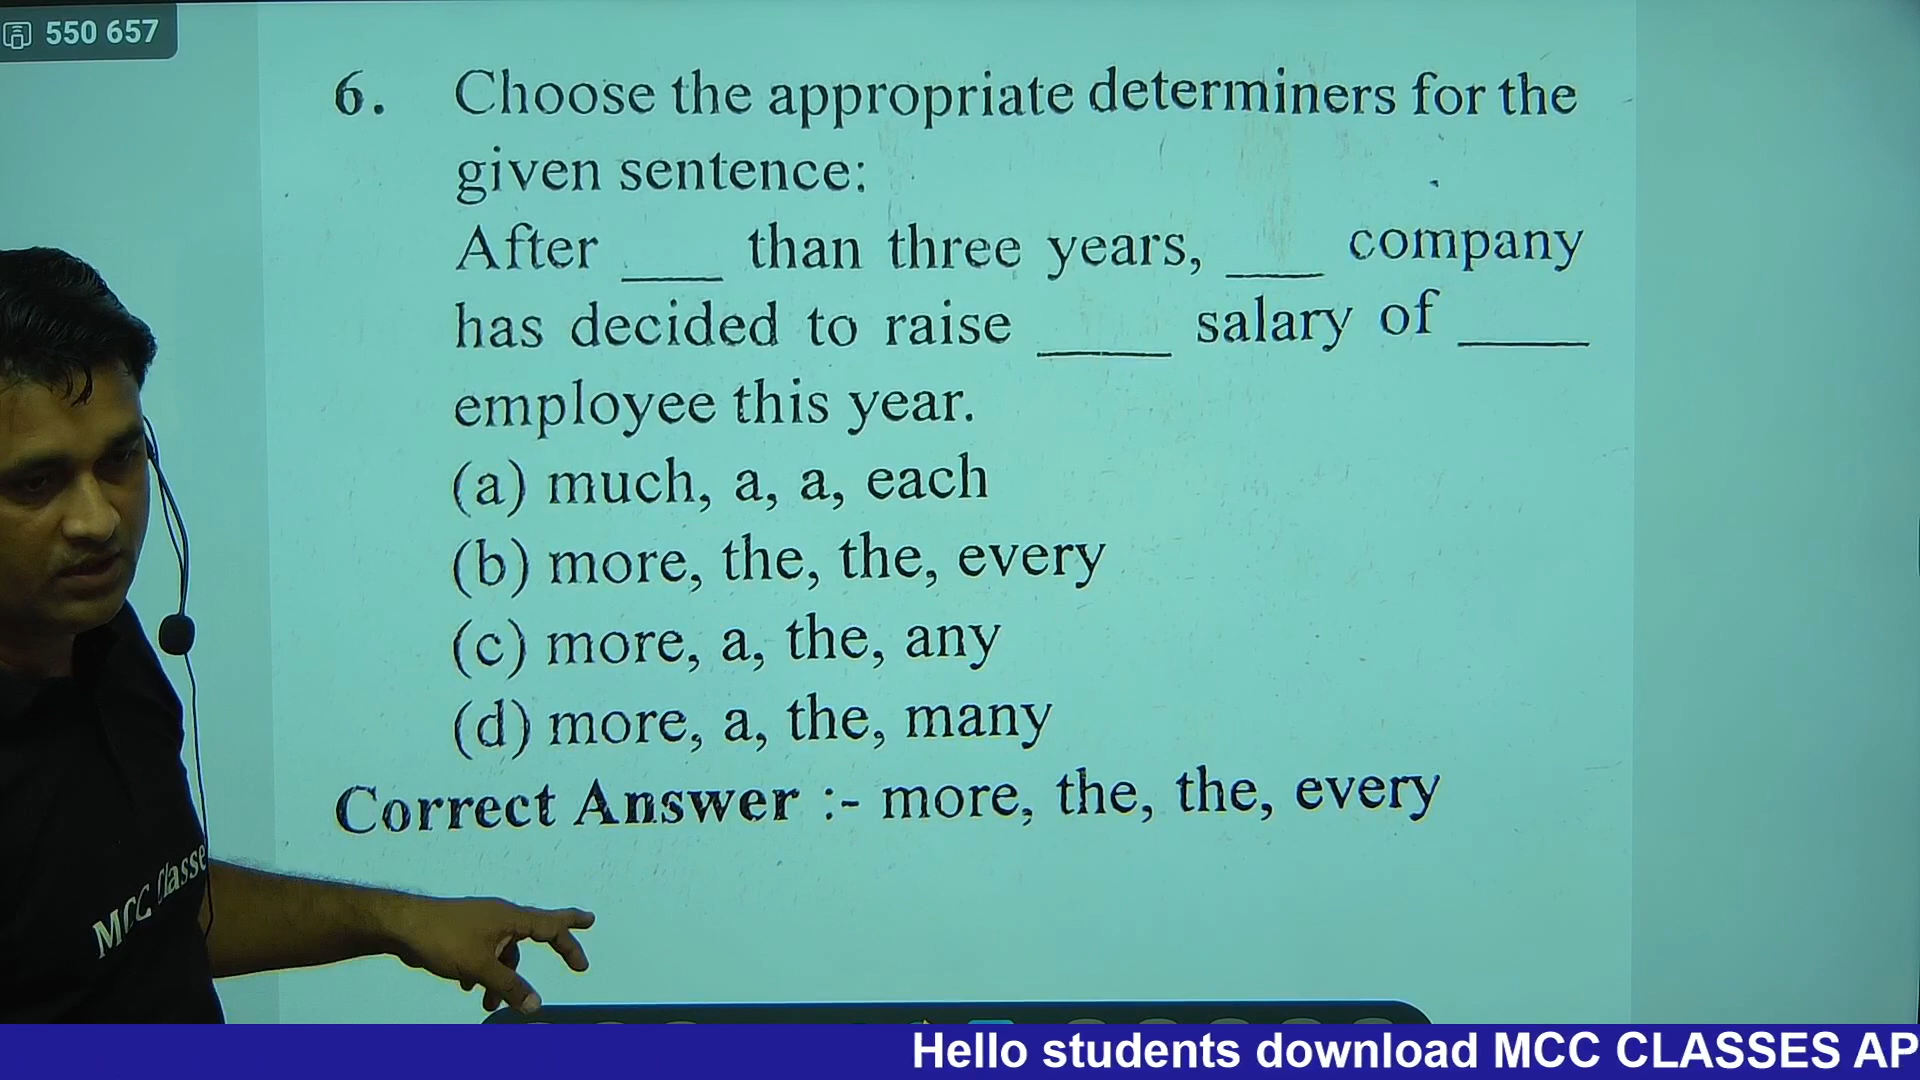 550 657
6. Choose the appropriate determiners for the
given sentence:
After ____ than three years, ____ company
has decided to raise _____ salary of _____
employee this year.
(a) much, a, a, each
(b) more, the, the, every
(c) more, a, the, any
(d) more, a, the, many
Correct Answer :- more, the, the, every
MCC Classe
Hello students download MCC CLASSES AP